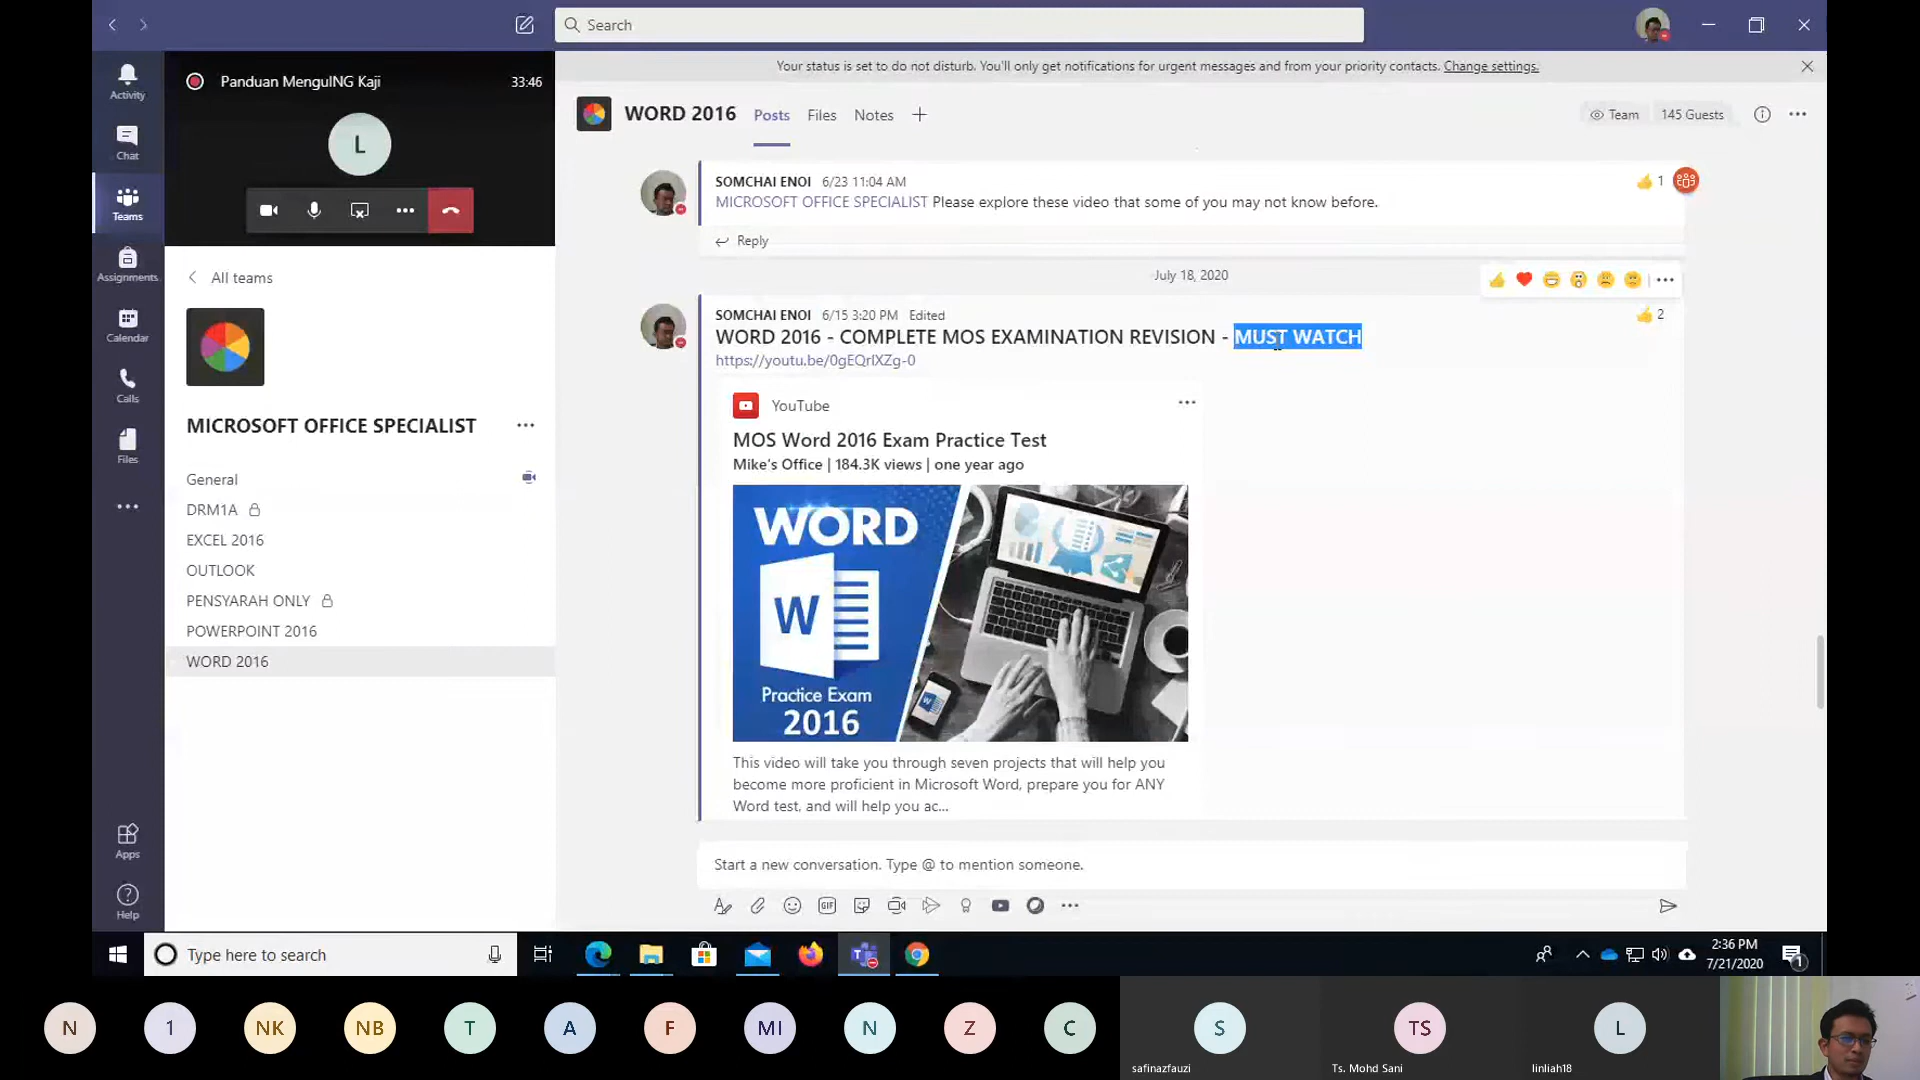 Search
Your status is set to do not disturb. You'll only get notifications for urgent messages and from your priority contacts. Change settings.
Activity
Chat
Teams
Assignments
Calendar
Calls
Files
Apps
Help
Panduan MenguING Kaji
33:46
L
All teams
MICROSOFT OFFICE SPECIALIST
General
DRM1A
EXCEL 2016
OUTLOOK
PENSYARAH ONLY
POWERPOINT 2016
WORD 2016
WORD 2016 Posts Files Notes
Team 145 Guests
SOMCHAI ENOI 6/23 11:04 AM
1
MICROSOFT OFFICE SPECIALIST Please explore these video that some of you may not know before.
Reply
July 18, 2020
SOMCHAI ENOI 6/15 3:20 PM Edited
2
WORD 2016 - COMPLETE MOS EXAMINATION REVISION - MUST WATCH
https://youtu.be/0gEQrlXZg-0
YouTube
MOS Word 2016 Exam Practice Test
Mike's Office | 184.3K views | one year ago
WORD
W
Practice Exam
2016
This video will take you through seven projects that will help you
become more proficient in Microsoft Word, prepare you for ANY
Word test, and will help you ac...
Start a new conversation. Type @ to mention someone.
GIF
Type here to search
2:36 PM
7/21/2020
1
N 1 NK NB T A F MI N Z C S TS L
safinazfauzi Ts. Mohd Sani linliah18